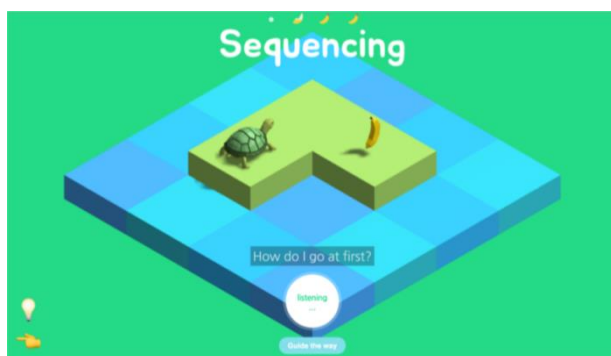 Sequencing
How do I go at first?
listening
...
Guide the way